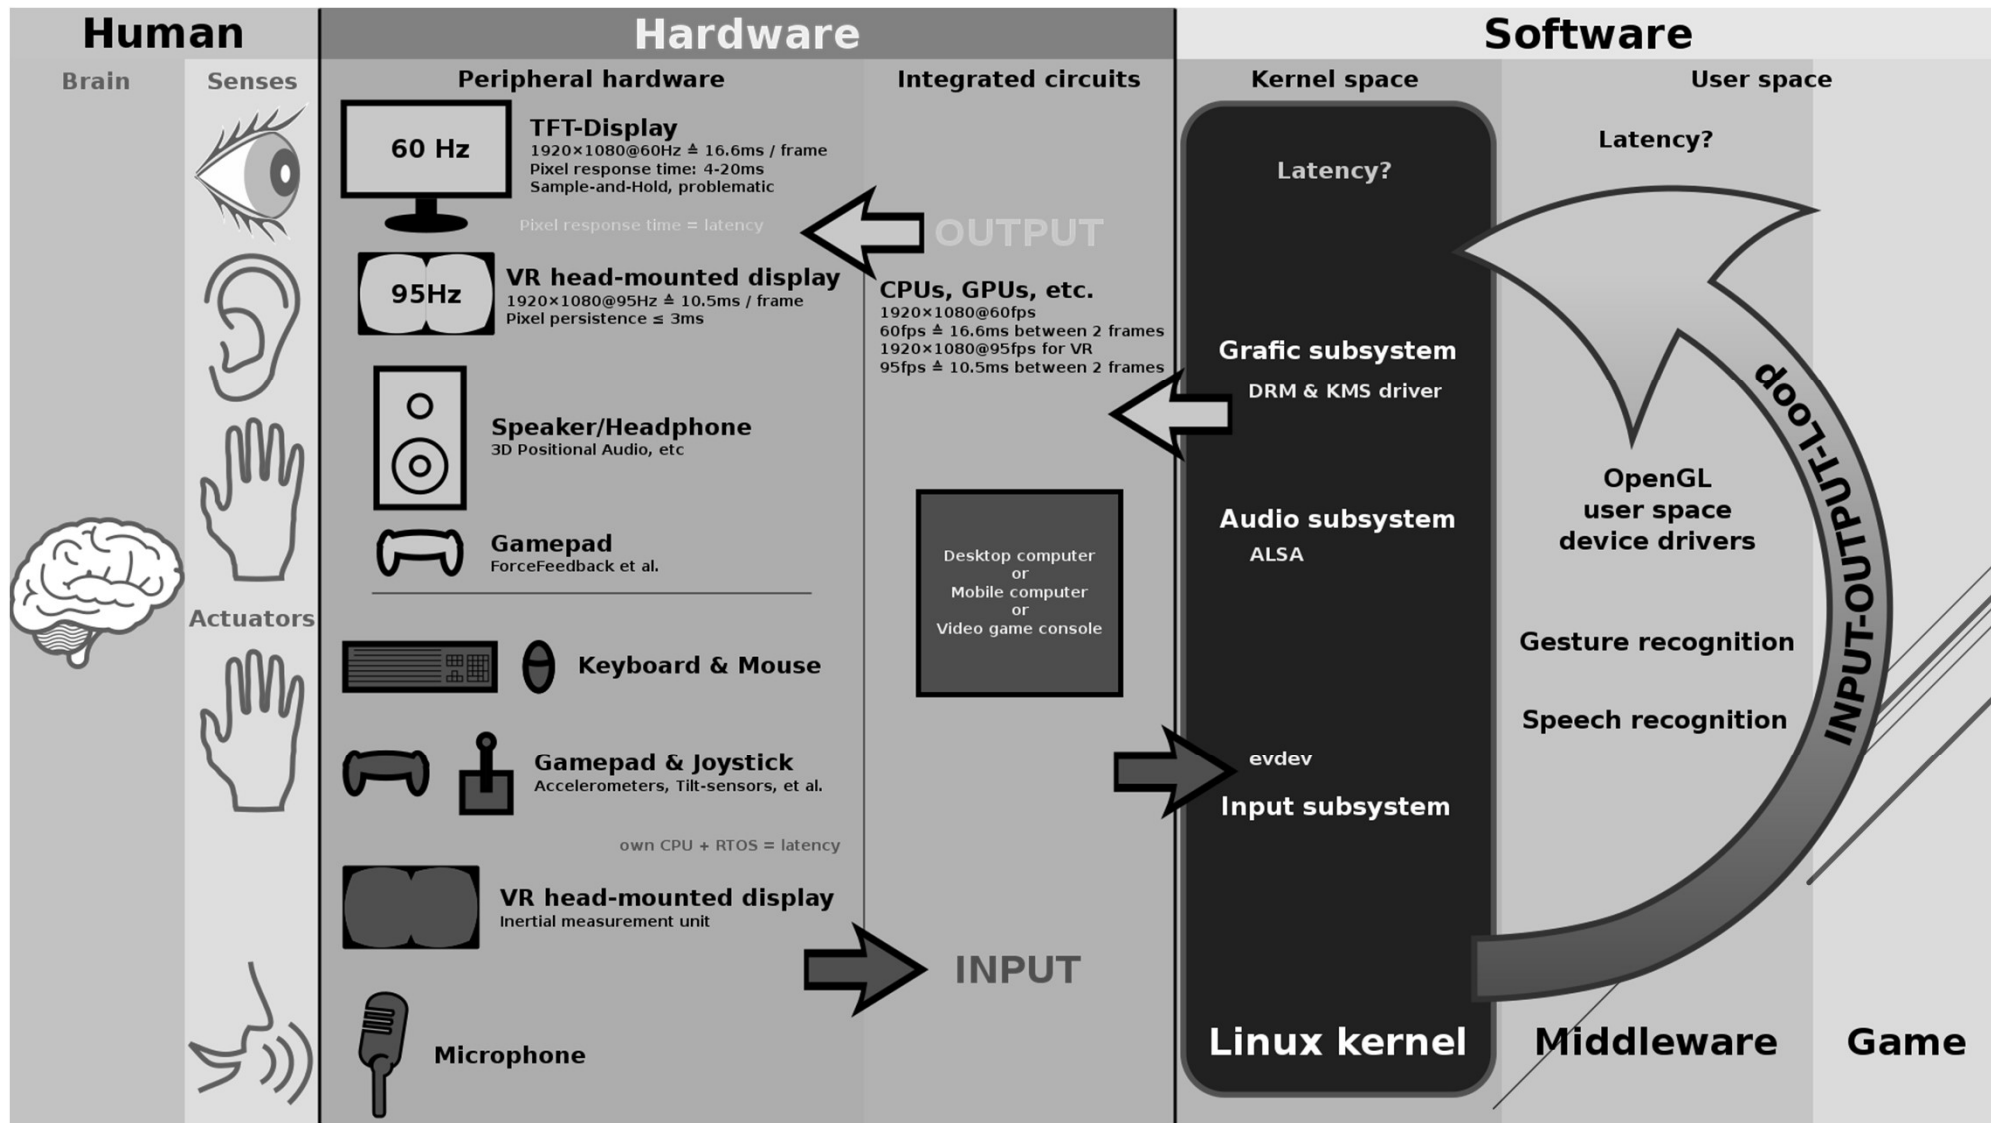 Human
Hardware
Software
Brain
Senses
Peripheral hardware
Integrated circuits
Kernel space
User space
60 Hz
TFT-Display
1920×1080@60Hz ≙ 16.6ms / frame
Pixel response time: 4-20ms
Sample-and-Hold, problematic
Pixel response time = latency
95Hz
VR head-mounted display
1920×1080@95Hz ≙ 10.5ms / frame
Pixel persistence ≤ 3ms
Speaker/Headphone
3D Positional Audio, etc
Gamepad
ForceFeedback et al.
Actuators
Keyboard & Mouse
Gamepad & Joystick
Accelerometers, Tilt-sensors, et al.
own CPU + RTOS = latency
VR head-mounted display
Inertial measurement unit
Microphone
OUTPUT
CPUs, GPUs, etc.
1920×1080@60fps
60fps ≙ 16.6ms between 2 frames
1920×1080@95fps for VR
95fps ≙ 10.5ms between 2 frames
Desktop computer
or
Mobile computer
or
Video game console
INPUT
Latency?
Grafic subsystem
DRM & KMS driver
Audio subsystem
ALSA
evdev
Input subsystem
Linux kernel
Latency?
OpenGL
user space
device drivers
Gesture recognition
Speech recognition
INPUT-OUTPUT-Loop
Middleware
Game